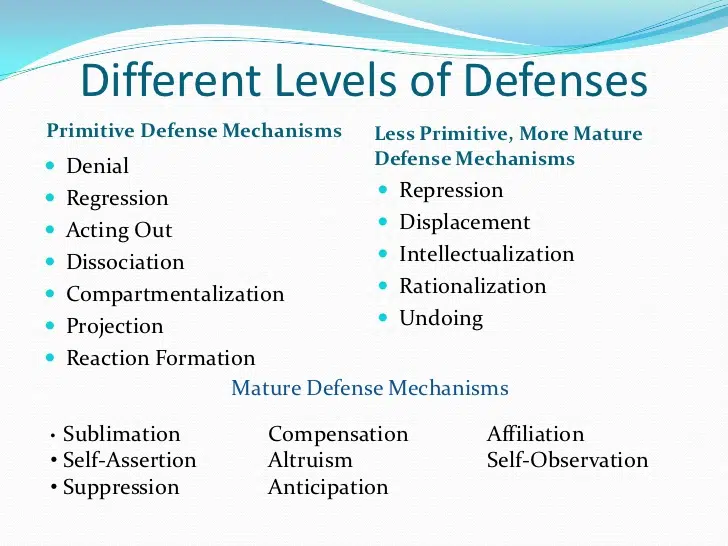 Different Levels of Defenses
Primitive Defense Mechanisms
• Denial
• Regression
• Acting Out
• Dissociation
• Compartmentalization
• Projection
• Reaction Formation
Less Primitive, More Mature
Defense Mechanisms
• Repression
• Displacement
• Intellectualization
• Rationalization
• Undoing
Mature Defense Mechanisms
• Sublimation Compensation Affiliation
• Self-Assertion Altruism Self-Observation
• Suppression Anticipation